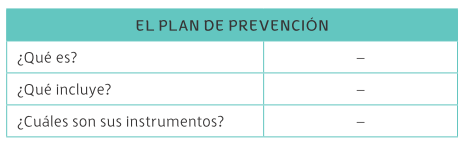 EL PLAN DE PREVENCIÓN
¿Qué es? –
¿Qué incluye? –
¿Cuáles son sus instrumentos? –